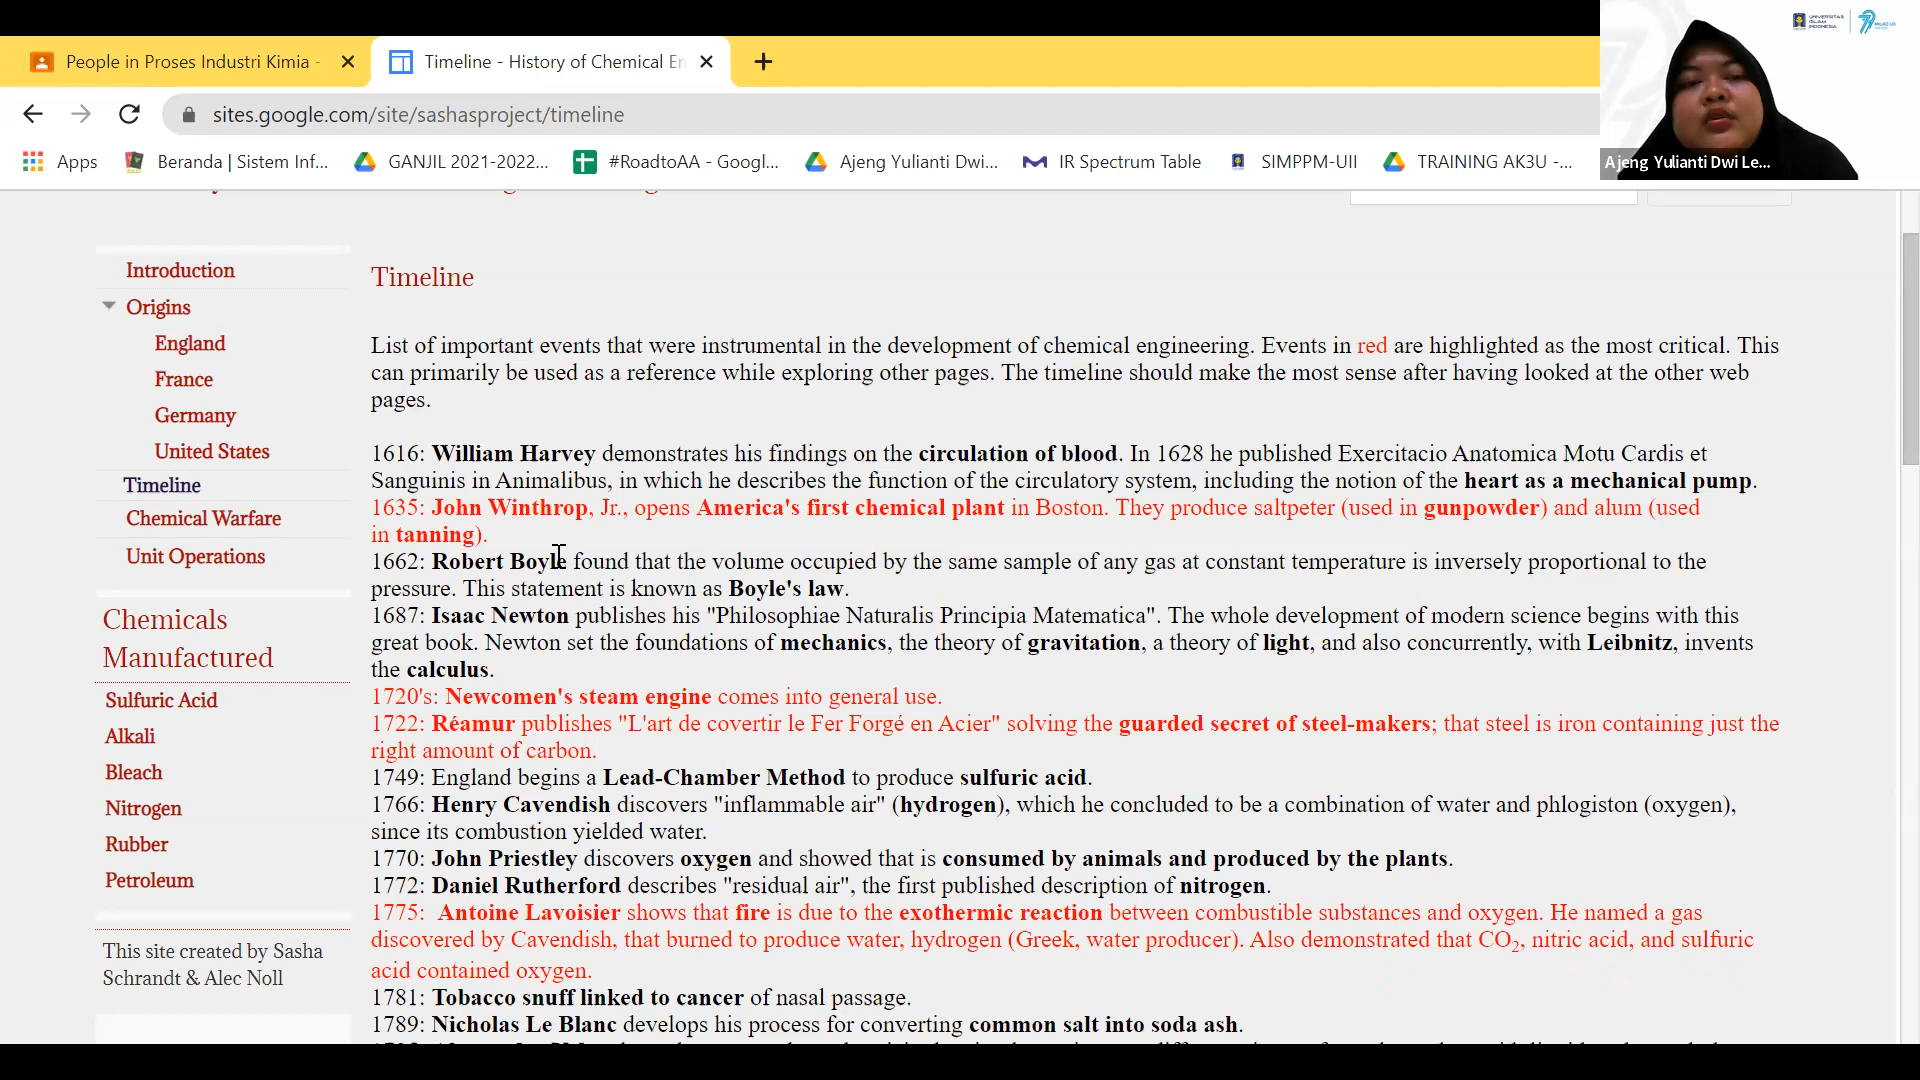 UNIVERSITAS ISLAM INDONESIA
People in Proses Industri Kimia -
Timeline - History of Chemical En
sites.google.com/site/sashasproject/timeline
Apps
Beranda | Sistem Inf...
GANJIL 2021-2022...
#RoadtoAA - Googl...
Ajeng Yulianti Dwi...
IR Spectrum Table
SIMPPM-UII
TRAINING AK3U -...
Ajeng Yulianti Dwi Le...
Introduction
Origins
England
France
Germany
United States
Timeline
Chemical Warfare
Unit Operations
Chemicals
Manufactured
Sulfuric Acid
Alkali
Bleach
Nitrogen
Rubber
Petroleum
This site created by Sasha
Schrandt & Alec Noll
Timeline
List of important events that were instrumental in the development of chemical engineering. Events in red are highlighted as the most critical. This
can primarily be used as a reference while exploring other pages. The timeline should make the most sense after having looked at the other web
pages.
1616: William Harvey demonstrates his findings on the circulation of blood. In 1628 he published Exercitacio Anatomica Motu Cardis et
Sanguinis in Animalibus, in which he describes the function of the circulatory system, including the notion of the heart as a mechanical pump.
1635: John Winthrop, Jr., opens America's first chemical plant in Boston. They produce saltpeter (used in gunpowder) and alum (used
in tanning).
1662: Robert Boyle found that the volume occupied by the same sample of any gas at constant temperature is inversely proportional to the
pressure. This statement is known as Boyle's law.
1687: Isaac Newton publishes his "Philosophiae Naturalis Principia Matematica". The whole development of modern science begins with this
great book. Newton set the foundations of mechanics, the theory of gravitation, a theory of light, and also concurrently, with Leibnitz, invents
the calculus.
1720's: Newcomen's steam engine comes into general use.
1722: Réamur publishes "L'art de covertir le Fer Forgé en Acier" solving the guarded secret of steel-makers; that steel is iron containing just the
right amount of carbon.
1749: England begins a Lead-Chamber Method to produce sulfuric acid.
1766: Henry Cavendish discovers "inflammable air" (hydrogen), which he concluded to be a combination of water and phlogiston (oxygen),
since its combustion yielded water.
1770: John Priestley discovers oxygen and showed that is consumed by animals and produced by the plants.
1772: Daniel Rutherford describes "residual air", the first published description of nitrogen.
1775: Antoine Lavoisier shows that fire is due to the exothermic reaction between combustible substances and oxygen. He named a gas
discovered by Cavendish, that burned to produce water, hydrogen (Greek, water producer). Also demonstrated that CO2, nitric acid, and sulfuric
acid contained oxygen.
1781: Tobacco snuff linked to cancer of nasal passage.
1789: Nicholas Le Blanc develops his process for converting common salt into soda ash.